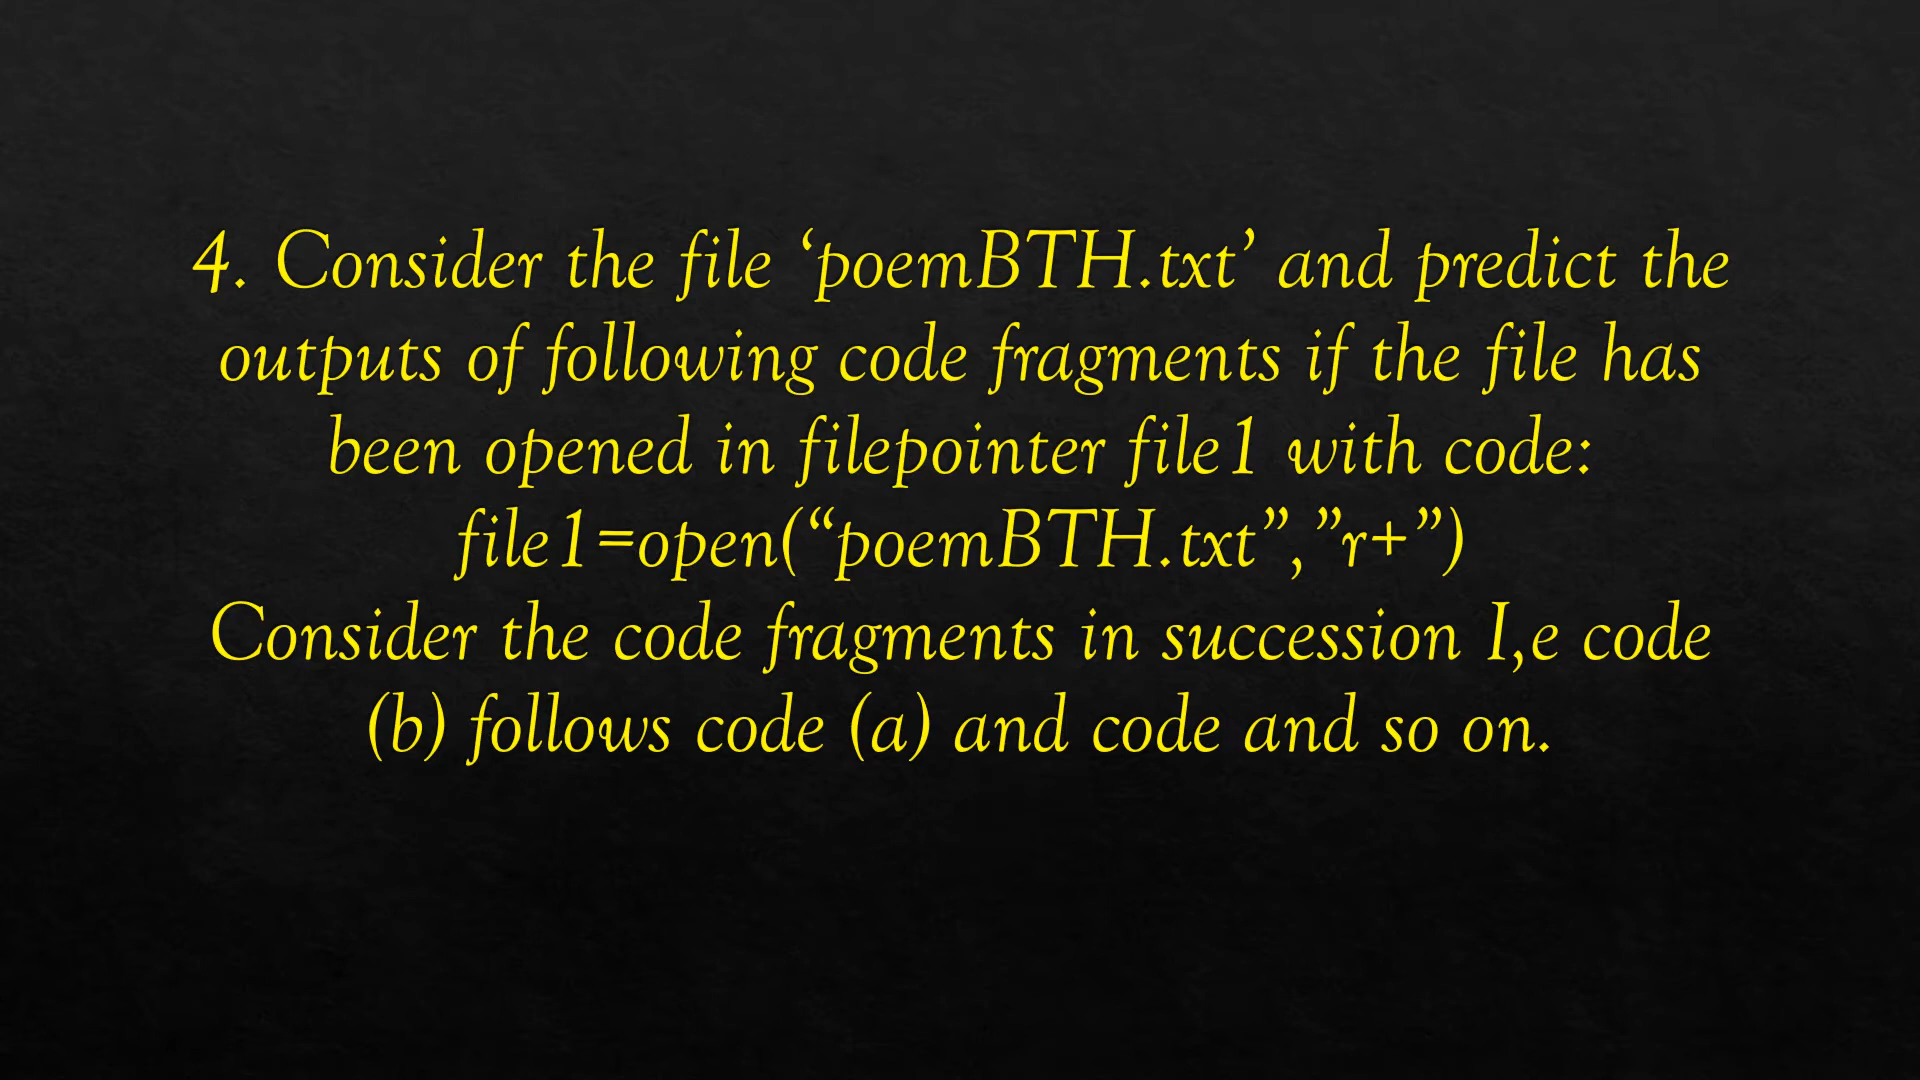 4. Consider the file ‘poemBTH.txt’ and predict the
outputs of following code fragments if the file has
been opened in filepointer file1 with code:
file1=open(“poemBTH.txt”,”r+”)
Consider the code fragments in succession I,e code
(b) follows code (a) and code and so on.